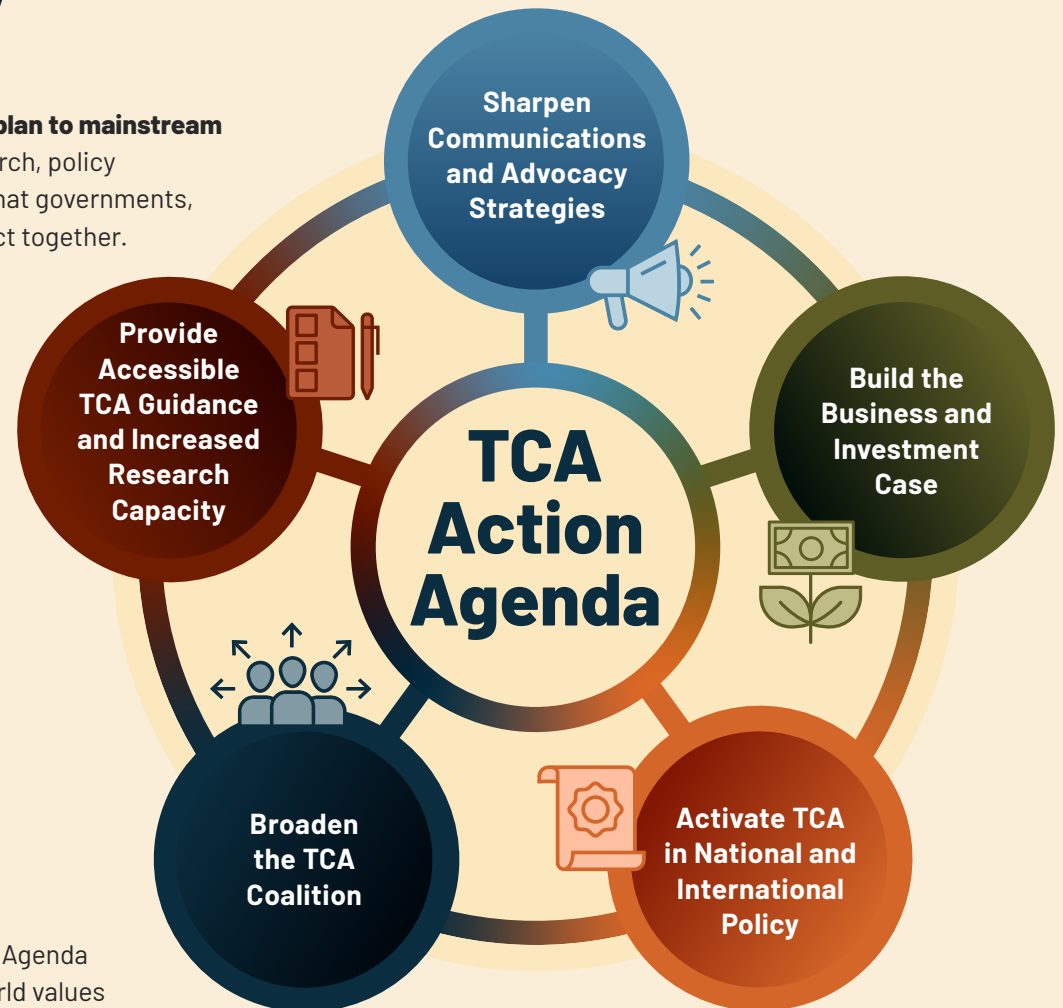 plan to mainstream
rch, policy
hat governments,
ct together.
Sharpen
Communications
and Advocacy
Strategies
Build the
Business and
Investment
Case
Activate TCA
in National and
International
Policy
Broaden
the TCA
Coalition
Provide
Accessible
TCA Guidance
and Increased
Research
Capacity
TCA
Action
Agenda
Agenda
rld values